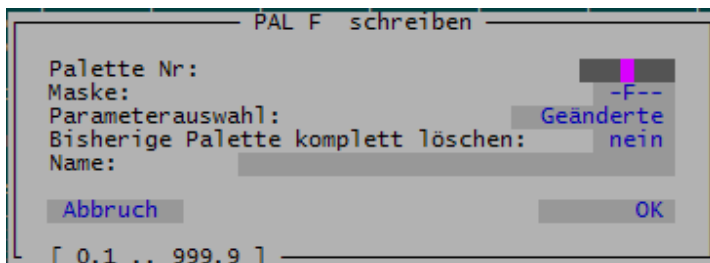 PAL F schreiben
Palette Nr:
Maske: -F--
Parameterauswahl: Geänderte
Bisherige Palette komplett löschen: nein
Name:
Abbruch OK
[ 0.1 .. 999.9 ]